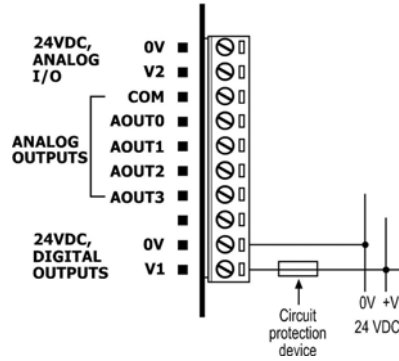 24VDC,
ANALOG
I/O
0V
V2
COM
ANALOG
OUTPUTS
AOUT0
AOUT1
AOUT2
AOUT3
24VDC,
DIGITAL
OUTPUTS
0V
V1
Circuit
protection
device
0V +V
24 VDC